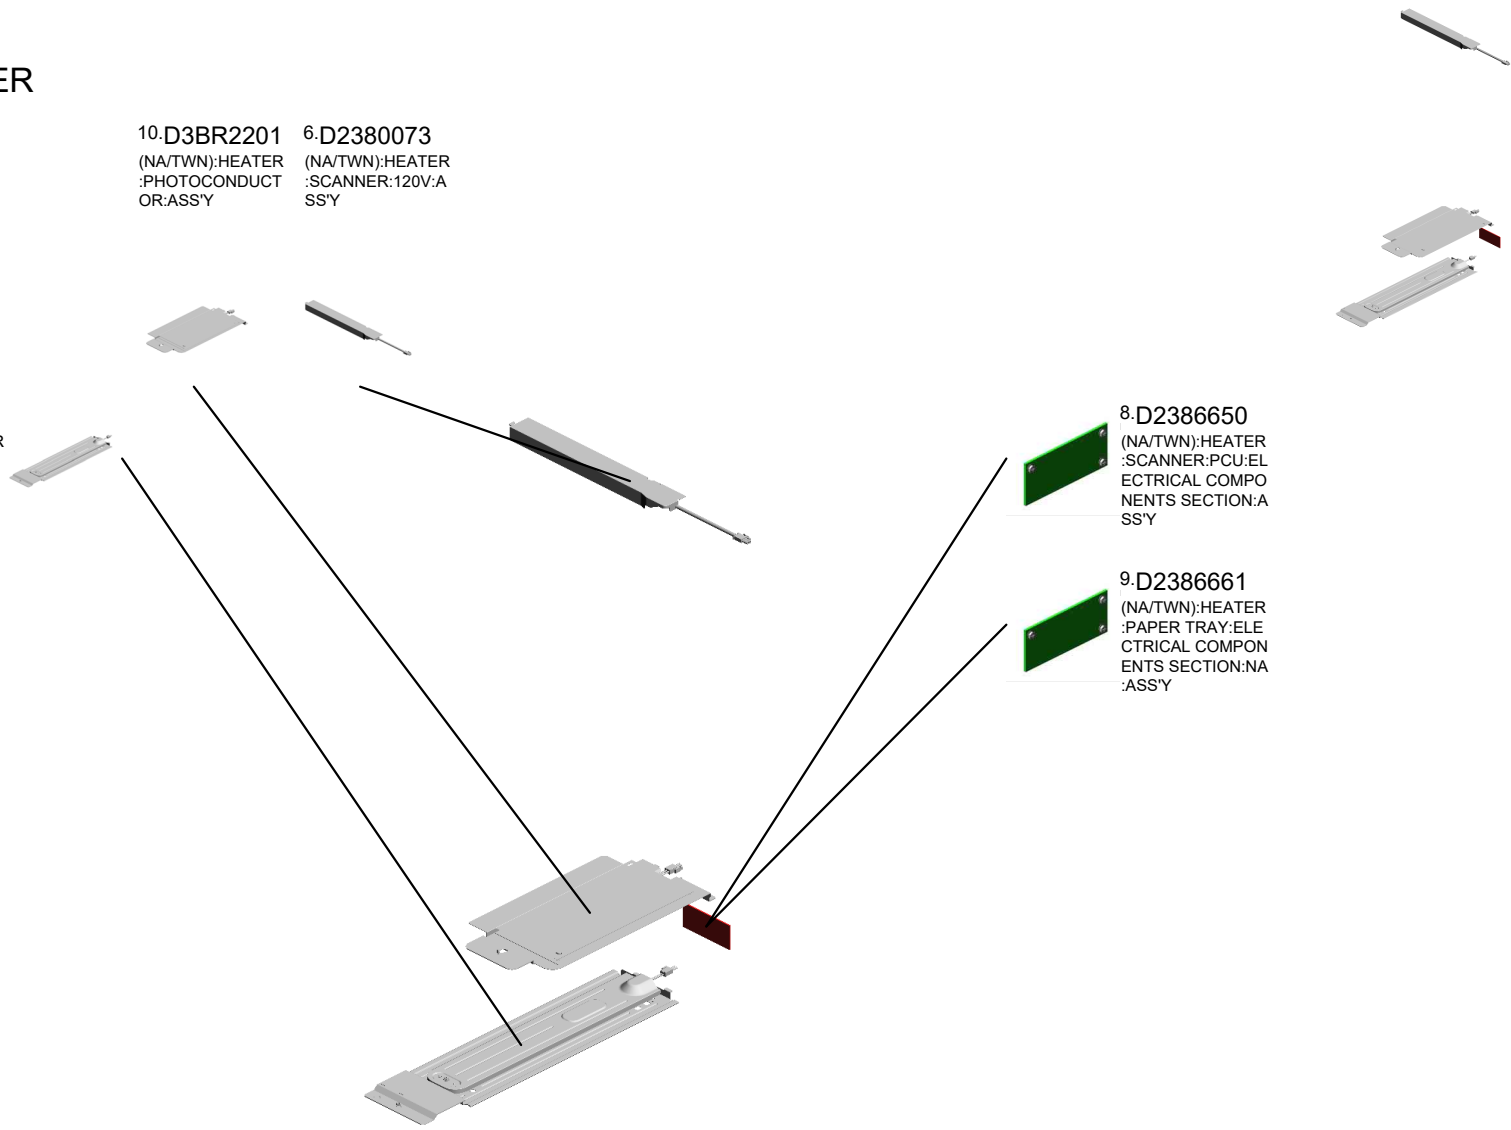 ER
10.D3BR2201
(NA/TWN):HEATER
:PHOTOCONDUCT
OR:ASS'Y
6.D2380073
(NA/TWN):HEATER
:SCANNER:120V:A
SS'Y
R
8.D2386650
(NA/TWN):HEATER
:SCANNER:PCU:EL
ECTRICAL COMPO
NENTS SECTION:A
SS'Y
9.D2386661
(NA/TWN):HEATER
:PAPER TRAY:ELE
CTRICAL COMPON
ENTS SECTION:NA
:ASS'Y